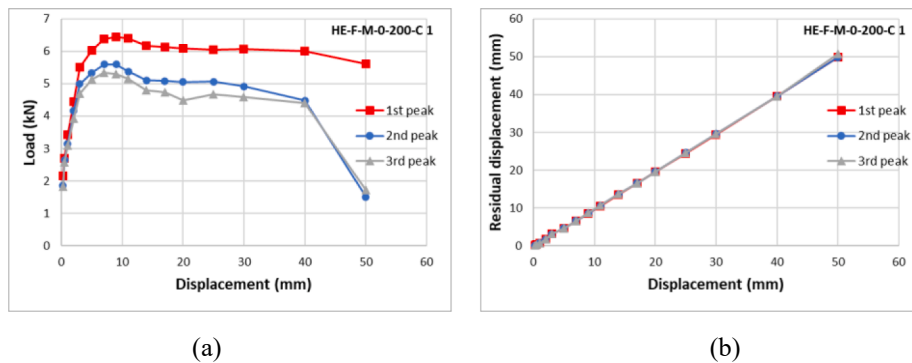 HE-F-M-0-200-C 1
7
6
5
4
3
2
1
0
Load (kN)
1st peak
2nd peak
3rd peak
0 10 20 30 40 50 60
Displacement (mm)
(a)
HE-F-M-0-200-C 1
60
50
40
30
20
10
0
Residual displacement (mm)
1st peak
2nd peak
3rd peak
0 10 20 30 40 50 60
Displacement (mm)
(b)